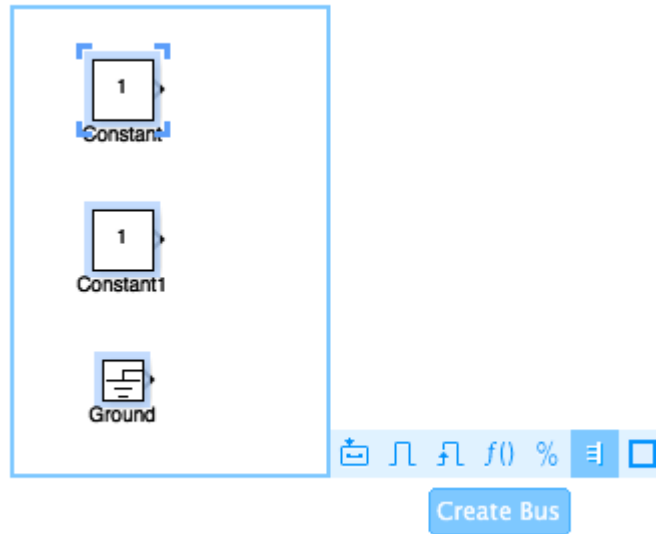 1
Constant
1
Constant1
Ground
f() %
Create Bus